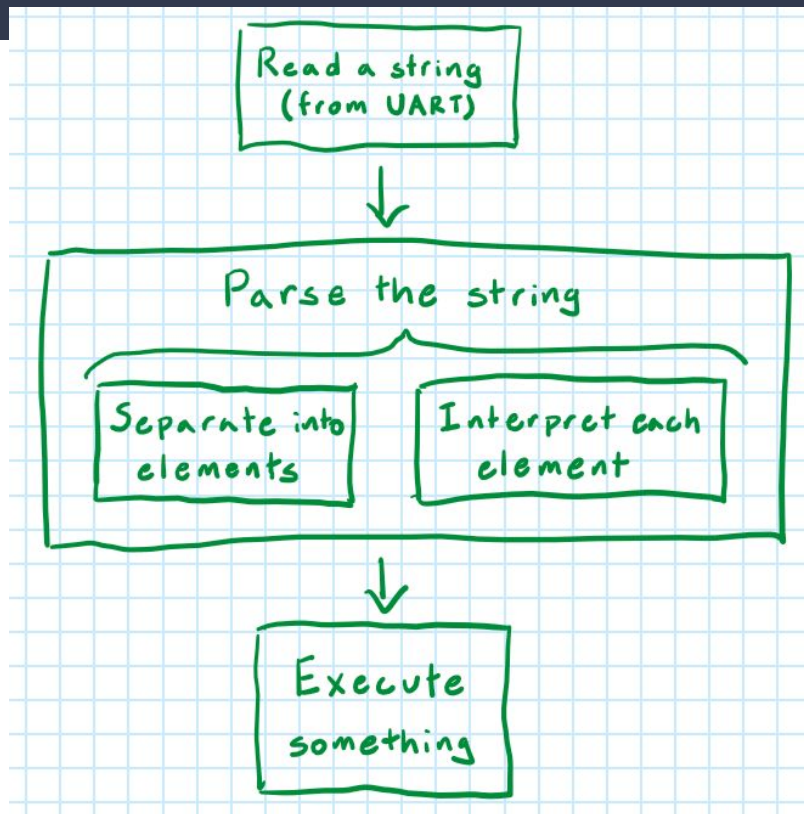 Read a string
(from UART)
Parse the string
Separate into
elements
Interpret each
element
Execute
something